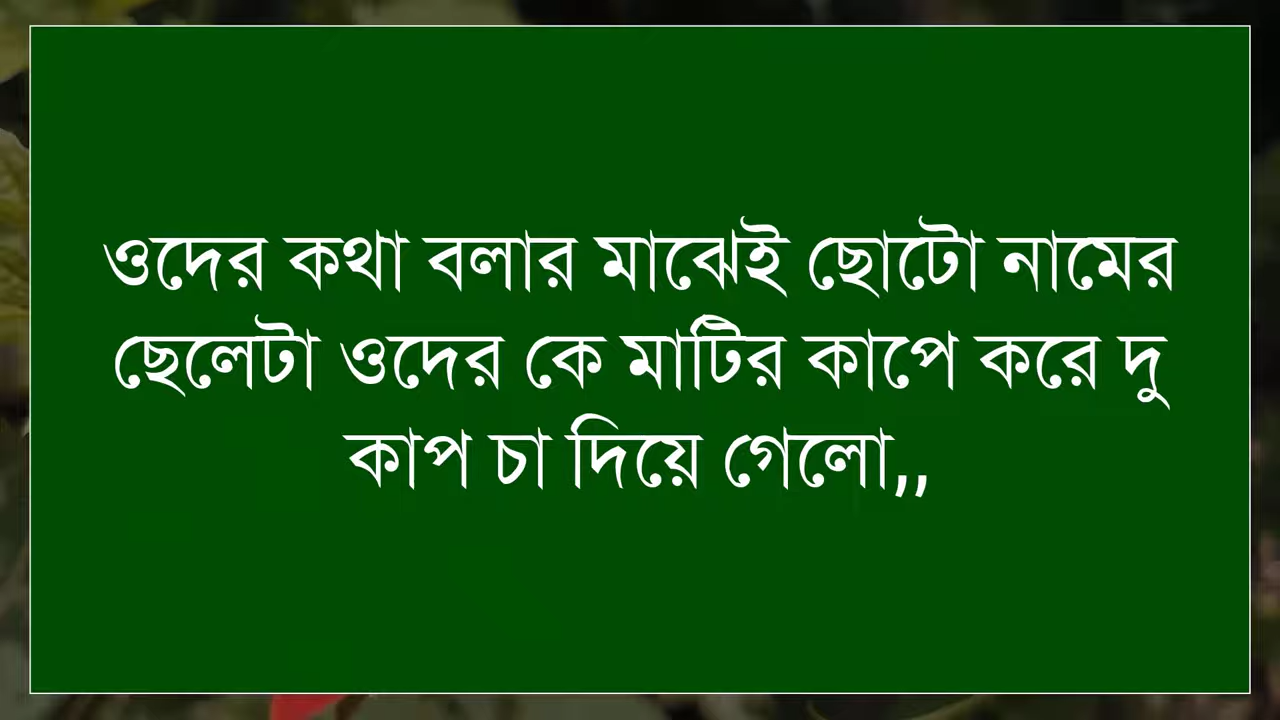 ওদের কথা বলার মাঝেই ছোটো নামের
ছেলেটা ওদের কে মাটির কাপে করে দু
কাপ চা দিয়ে গেলো,,